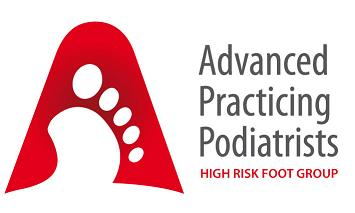 Advanced
Practicing
Podiatrists
HIGH RISK FOOT GROUP